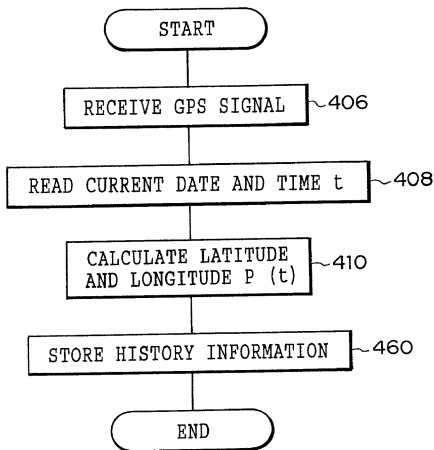 START
RECEIVE GPS SIGNAL 406
READ CURRENT DATE AND TIME t 408
CALCULATE LATITUDE
AND LONGITUDE P (t) 410
STORE HISTORY INFORMATION 460
END